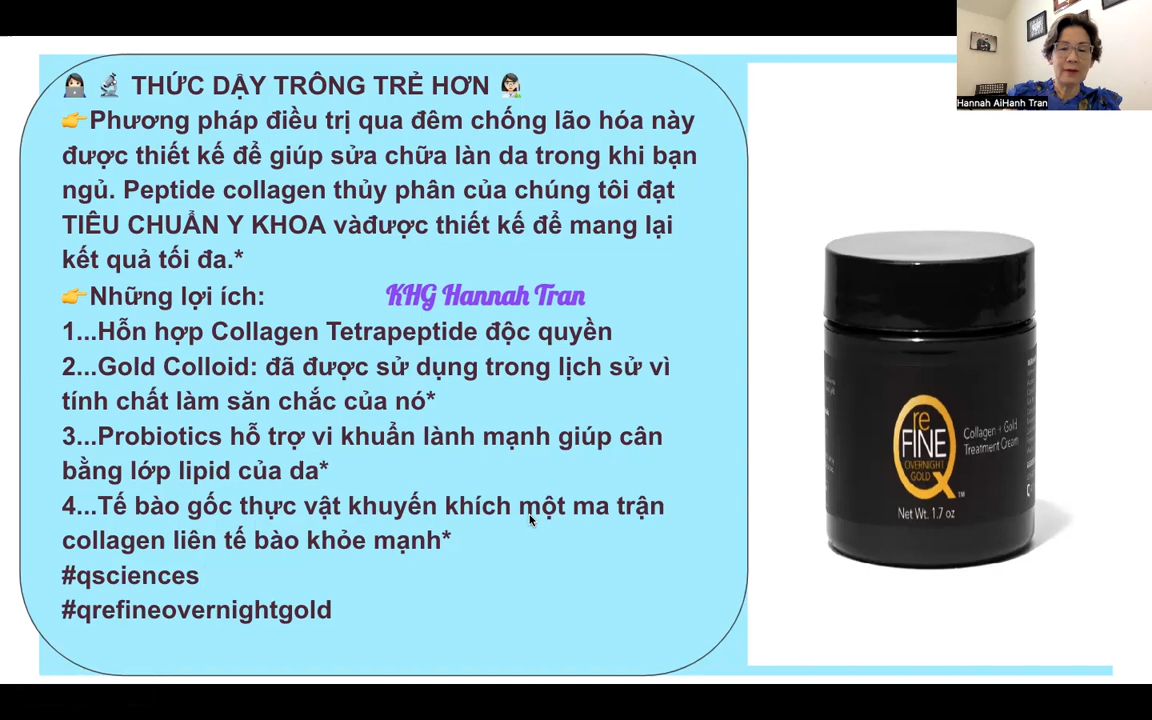 THỨC DẬY TRÔNG TRẺ HƠN
👉Phương pháp điều trị qua đêm chống lão hóa này
được thiết kế để giúp sửa chữa làn da trong khi bạn
ngủ. Peptide collagen thủy phân của chúng tôi đạt
TIÊU CHUẨN Y KHOA vàđược thiết kế để mang lại
kết quả tối đa.*
👉Những lợi ích:
KHG Hannah Tran
1...Hỗn hợp Collagen Tetrapeptide độc quyền
2...Gold Colloid: đã được sử dụng trong lịch sử vì
tính chất làm săn chắc của nó*
3...Probiotics hỗ trợ vi khuẩn lành mạnh giúp cân
bằng lớp lipid của da*
4...Tế bào gốc thực vật khuyến khích một ma trận
collagen liên tế bào khỏe mạnh*
#qsciences
#qrefineovernightgold
Hannah AiHanh Tran
re
FINE
OVERNIGHT
GOLD
Q™
Collagen + Gold
Treatment Cream
Net Wt. 1.7 oz